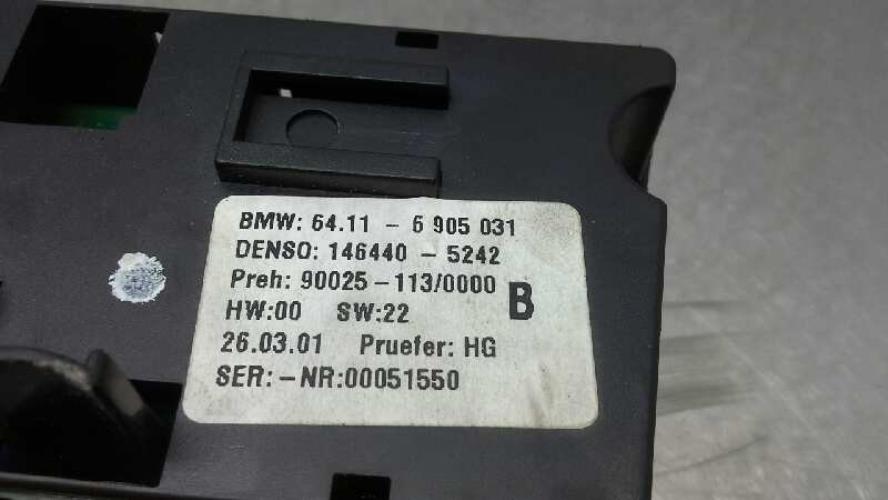 BMW: 64.11 - 6 905 031
DENSO: 146440 - 5242
Preh: 90025 - 113/0000 B
HW:00 SW:22
26.03.01 Pruefer: HG
SER:-NR:00051550